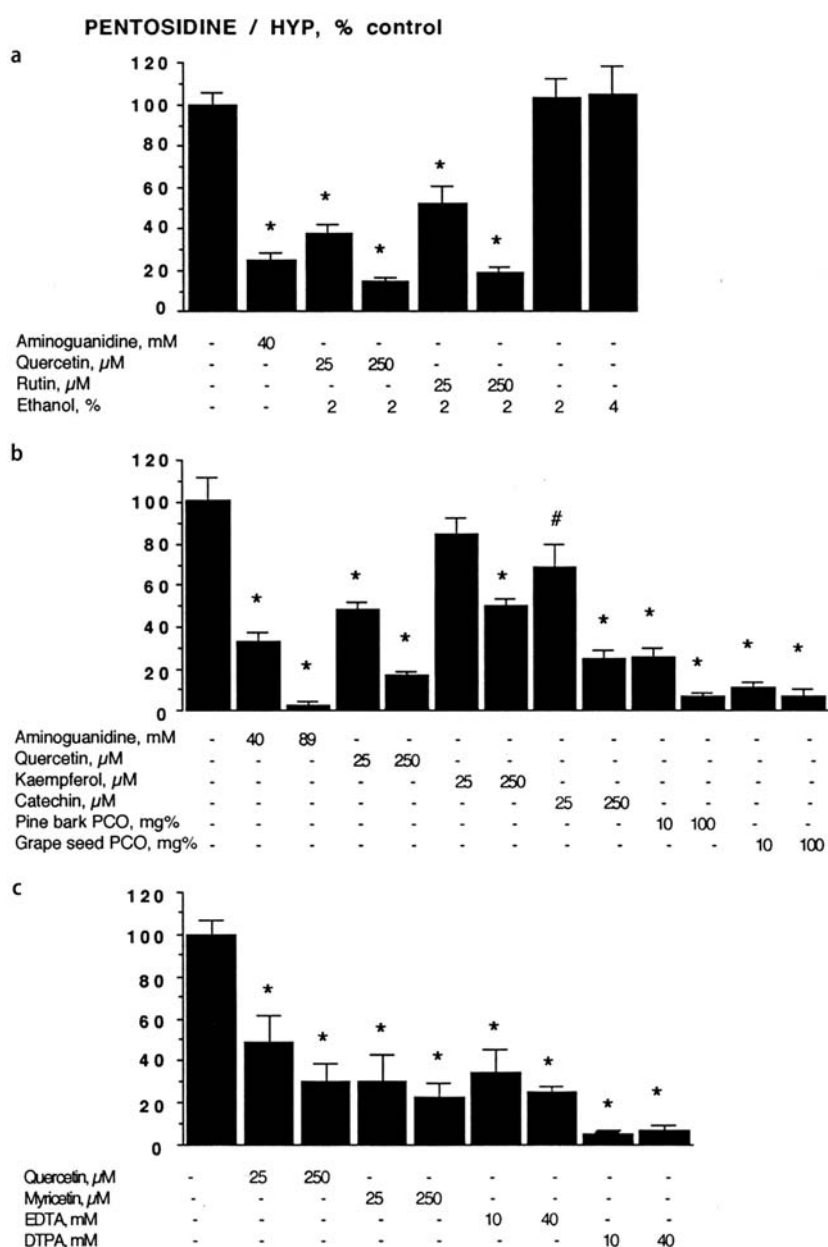 PENTOSIDINE / HYP, % control
a
120
100
80
60
* * * * *
40
20
0
Aminoguanidine, mM - 40 - - - - - -
Quercetin, µM - - 25 250 - - - -
Rutin, µM - - - - 25 250 - -
Ethanol, % - - 2 2 2 2 2 4
b
120
100
80
60
40
20
0
* * * * * # * * * * *
Aminoguanidine, mM - 40 89 - - - - - - - - - -
Quercetin, µM - - - 25 250 - - - - - - - -
Kaempferol, µM - - - - - 25 250 - - - - - -
Catechin, µM - - - - - - - 25 250 - - - -
Pine bark PCO, mg% - - - - - - - - - 10 100 - -
Grape seed PCO, mg% - - - - - - - - - - - 10 100
c
120
100
80
60
40
20
0
* * * * * * * *
Quercetin, µM - 25 250 - - - - - -
Myricetin, µM - - - 25 250 - - - -
EDTA, mM - - - - - 10 40 - -
DTPA, mM - - - - - - - 10 40